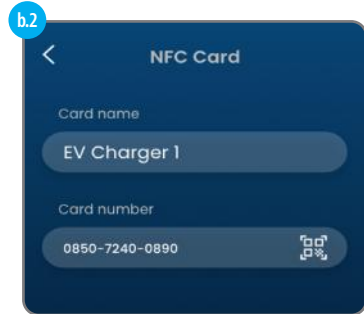 b.2
NFC Card
Card name
EV Charger 1
Card number
0850-7240-0890